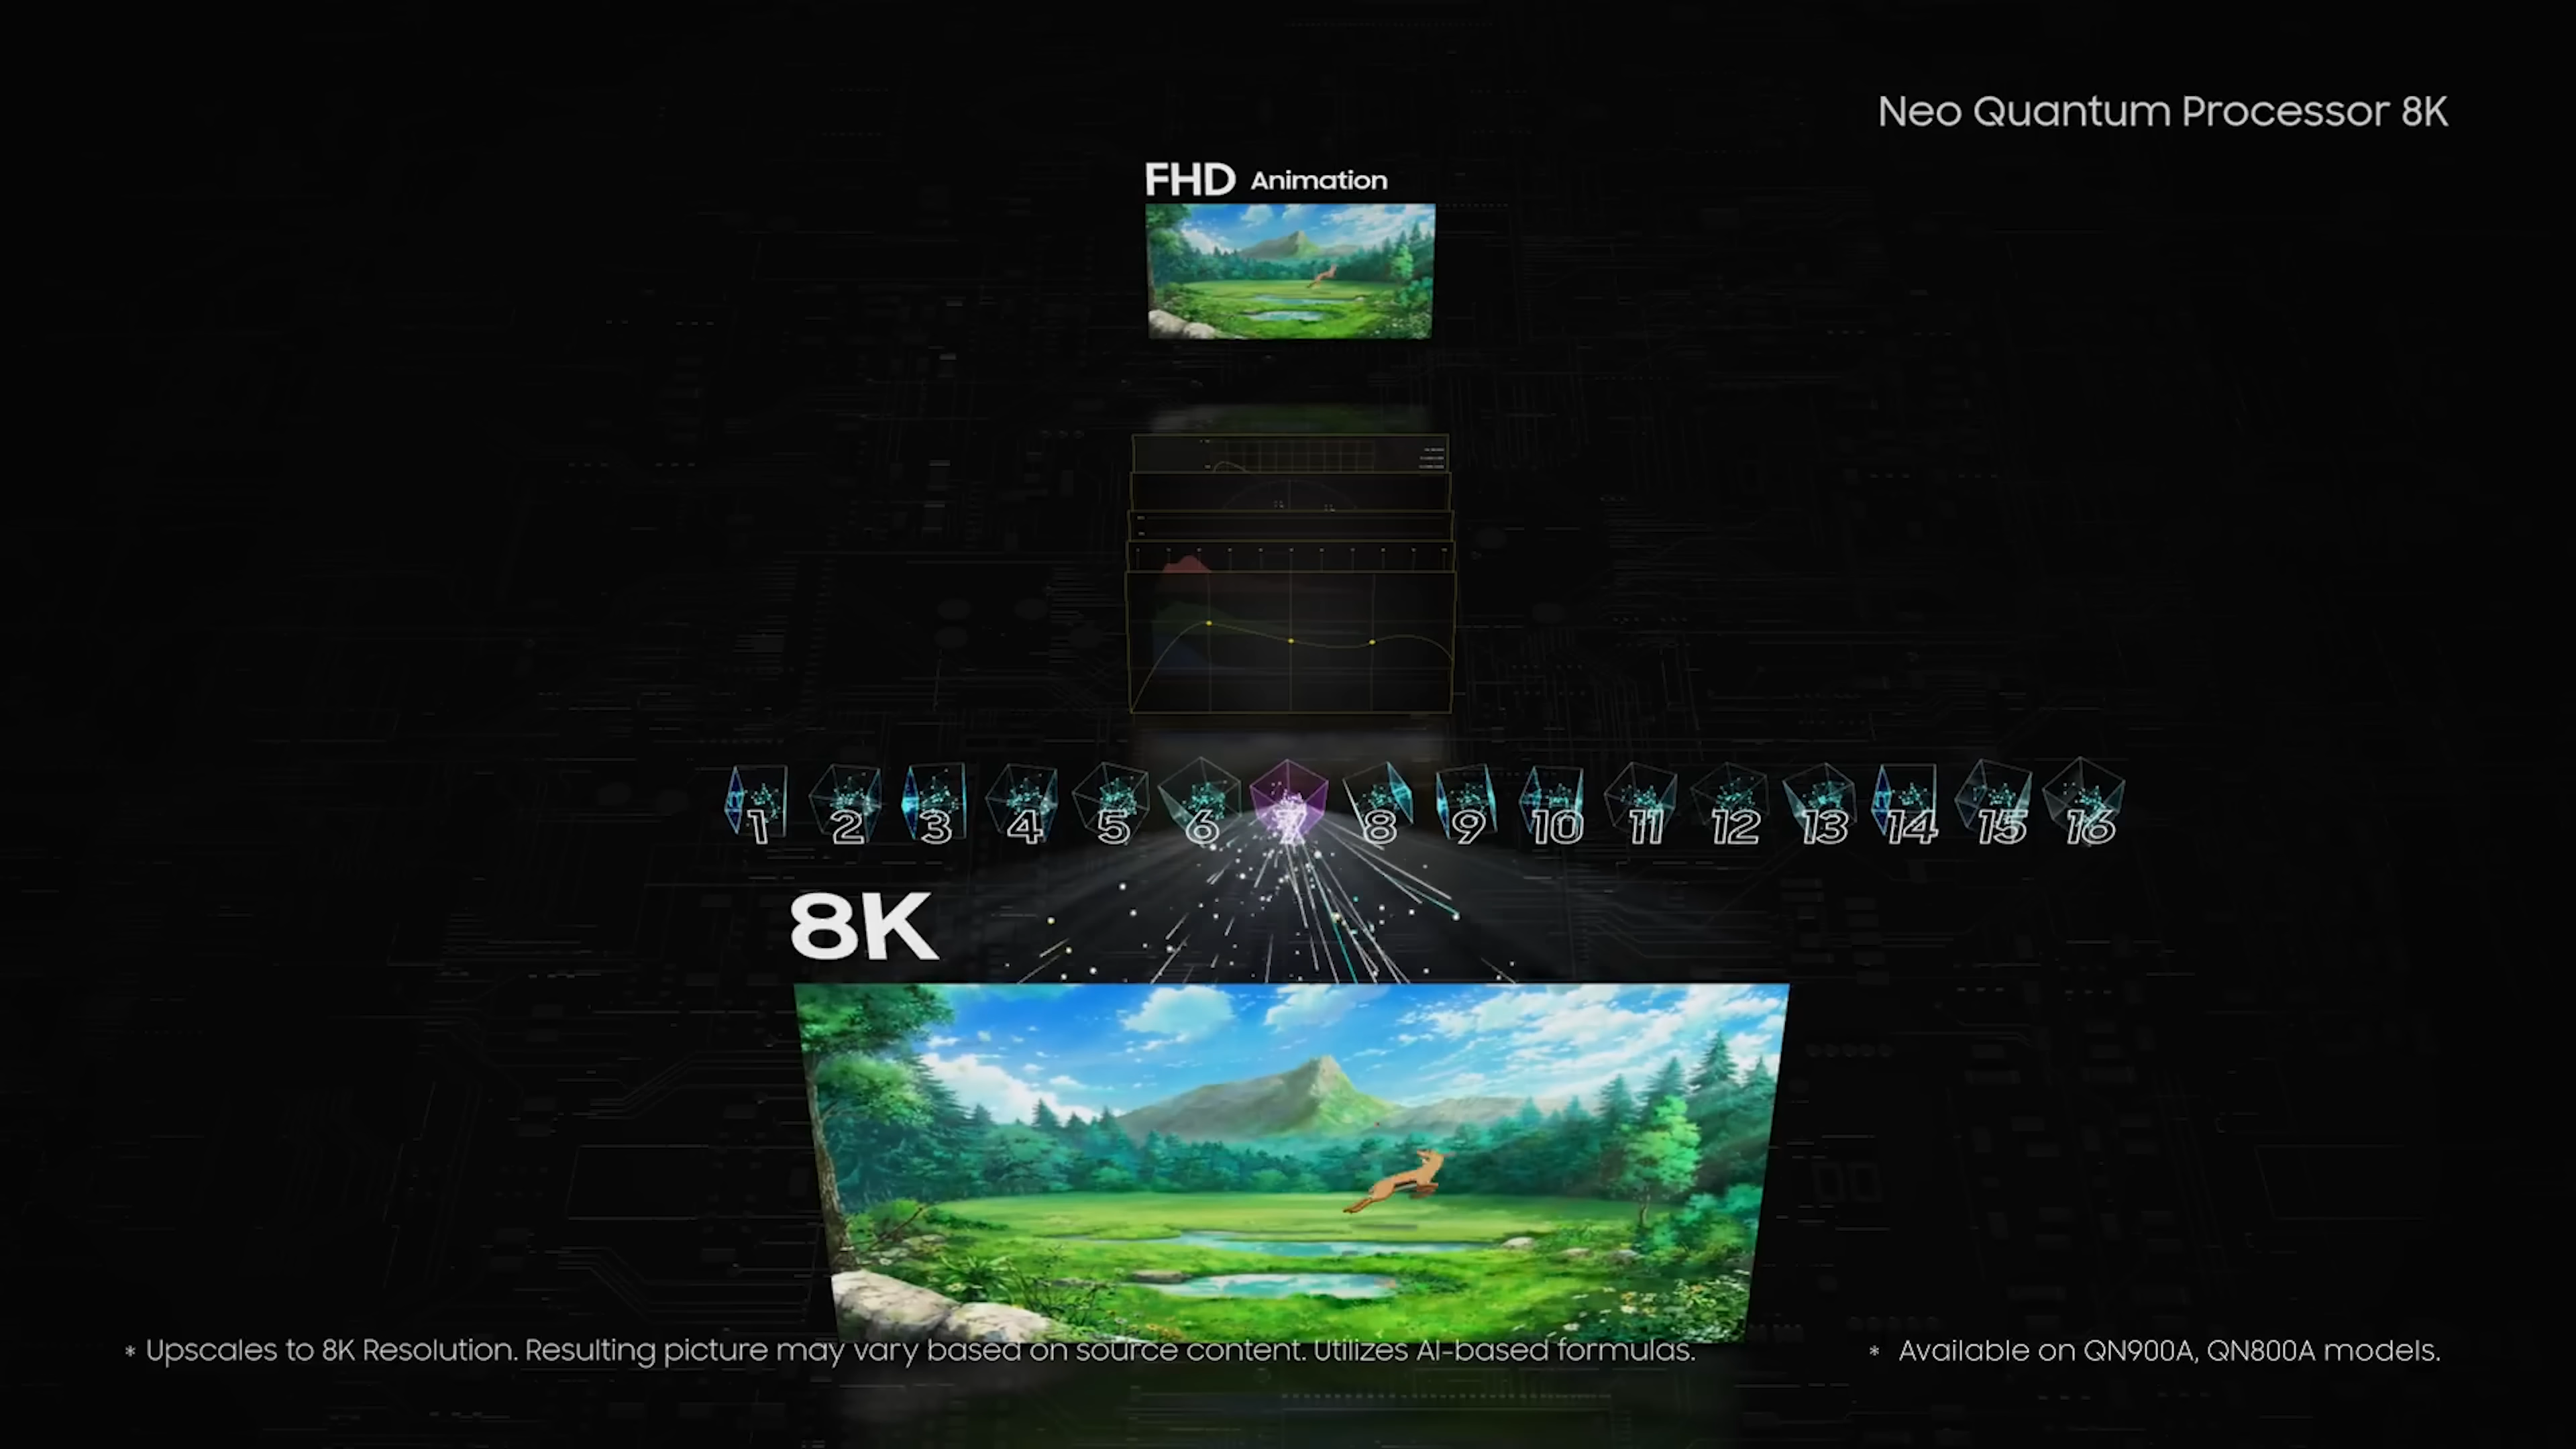 Neo Quantum Processor 8K
FHD Animation
1 2 3 4 5 6 7 8 9 10 11 12 13 14 15 16
8K
* Upscales to 8K Resolution. Resulting picture may vary based on source content. Utilizes AI-based formulas.
* Available on QN900A, QN800A models.